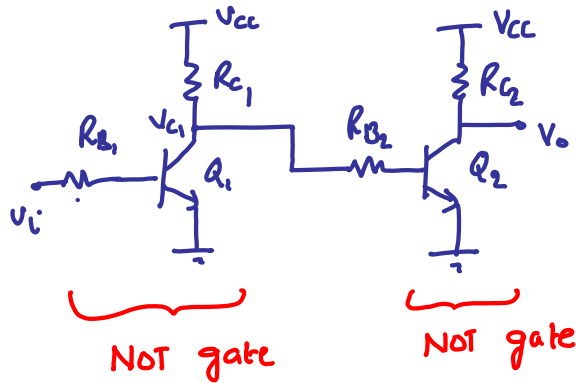 Vcc
Vcc
RC1
RC2
VC1
RB1
RB2
Vo
Q1
Q2
Vi
NOT gate
NOT gate